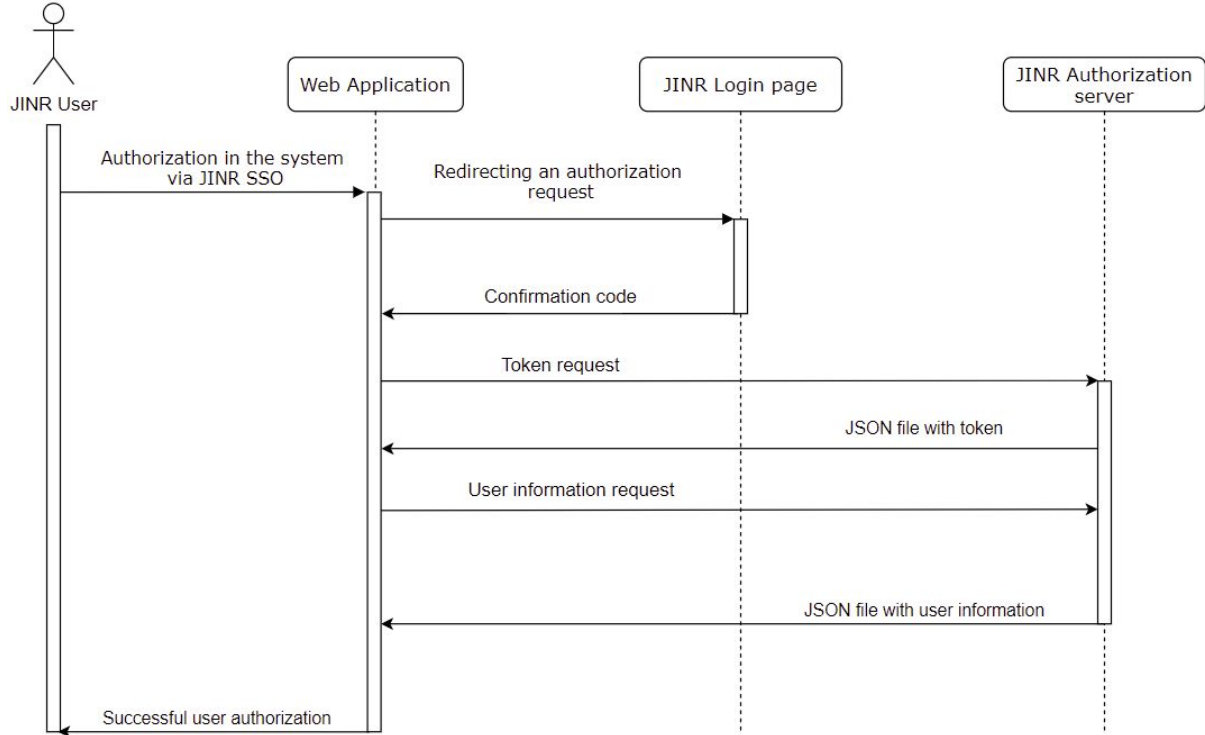 JINR User
Web Application
JINR Login page
JINR Authorization
server
Authorization in the system
via JINR SSO
Redirecting an authorization
request
Confirmation code
Token request
JSON file with token
User information request
JSON file with user information
Successful user authorization